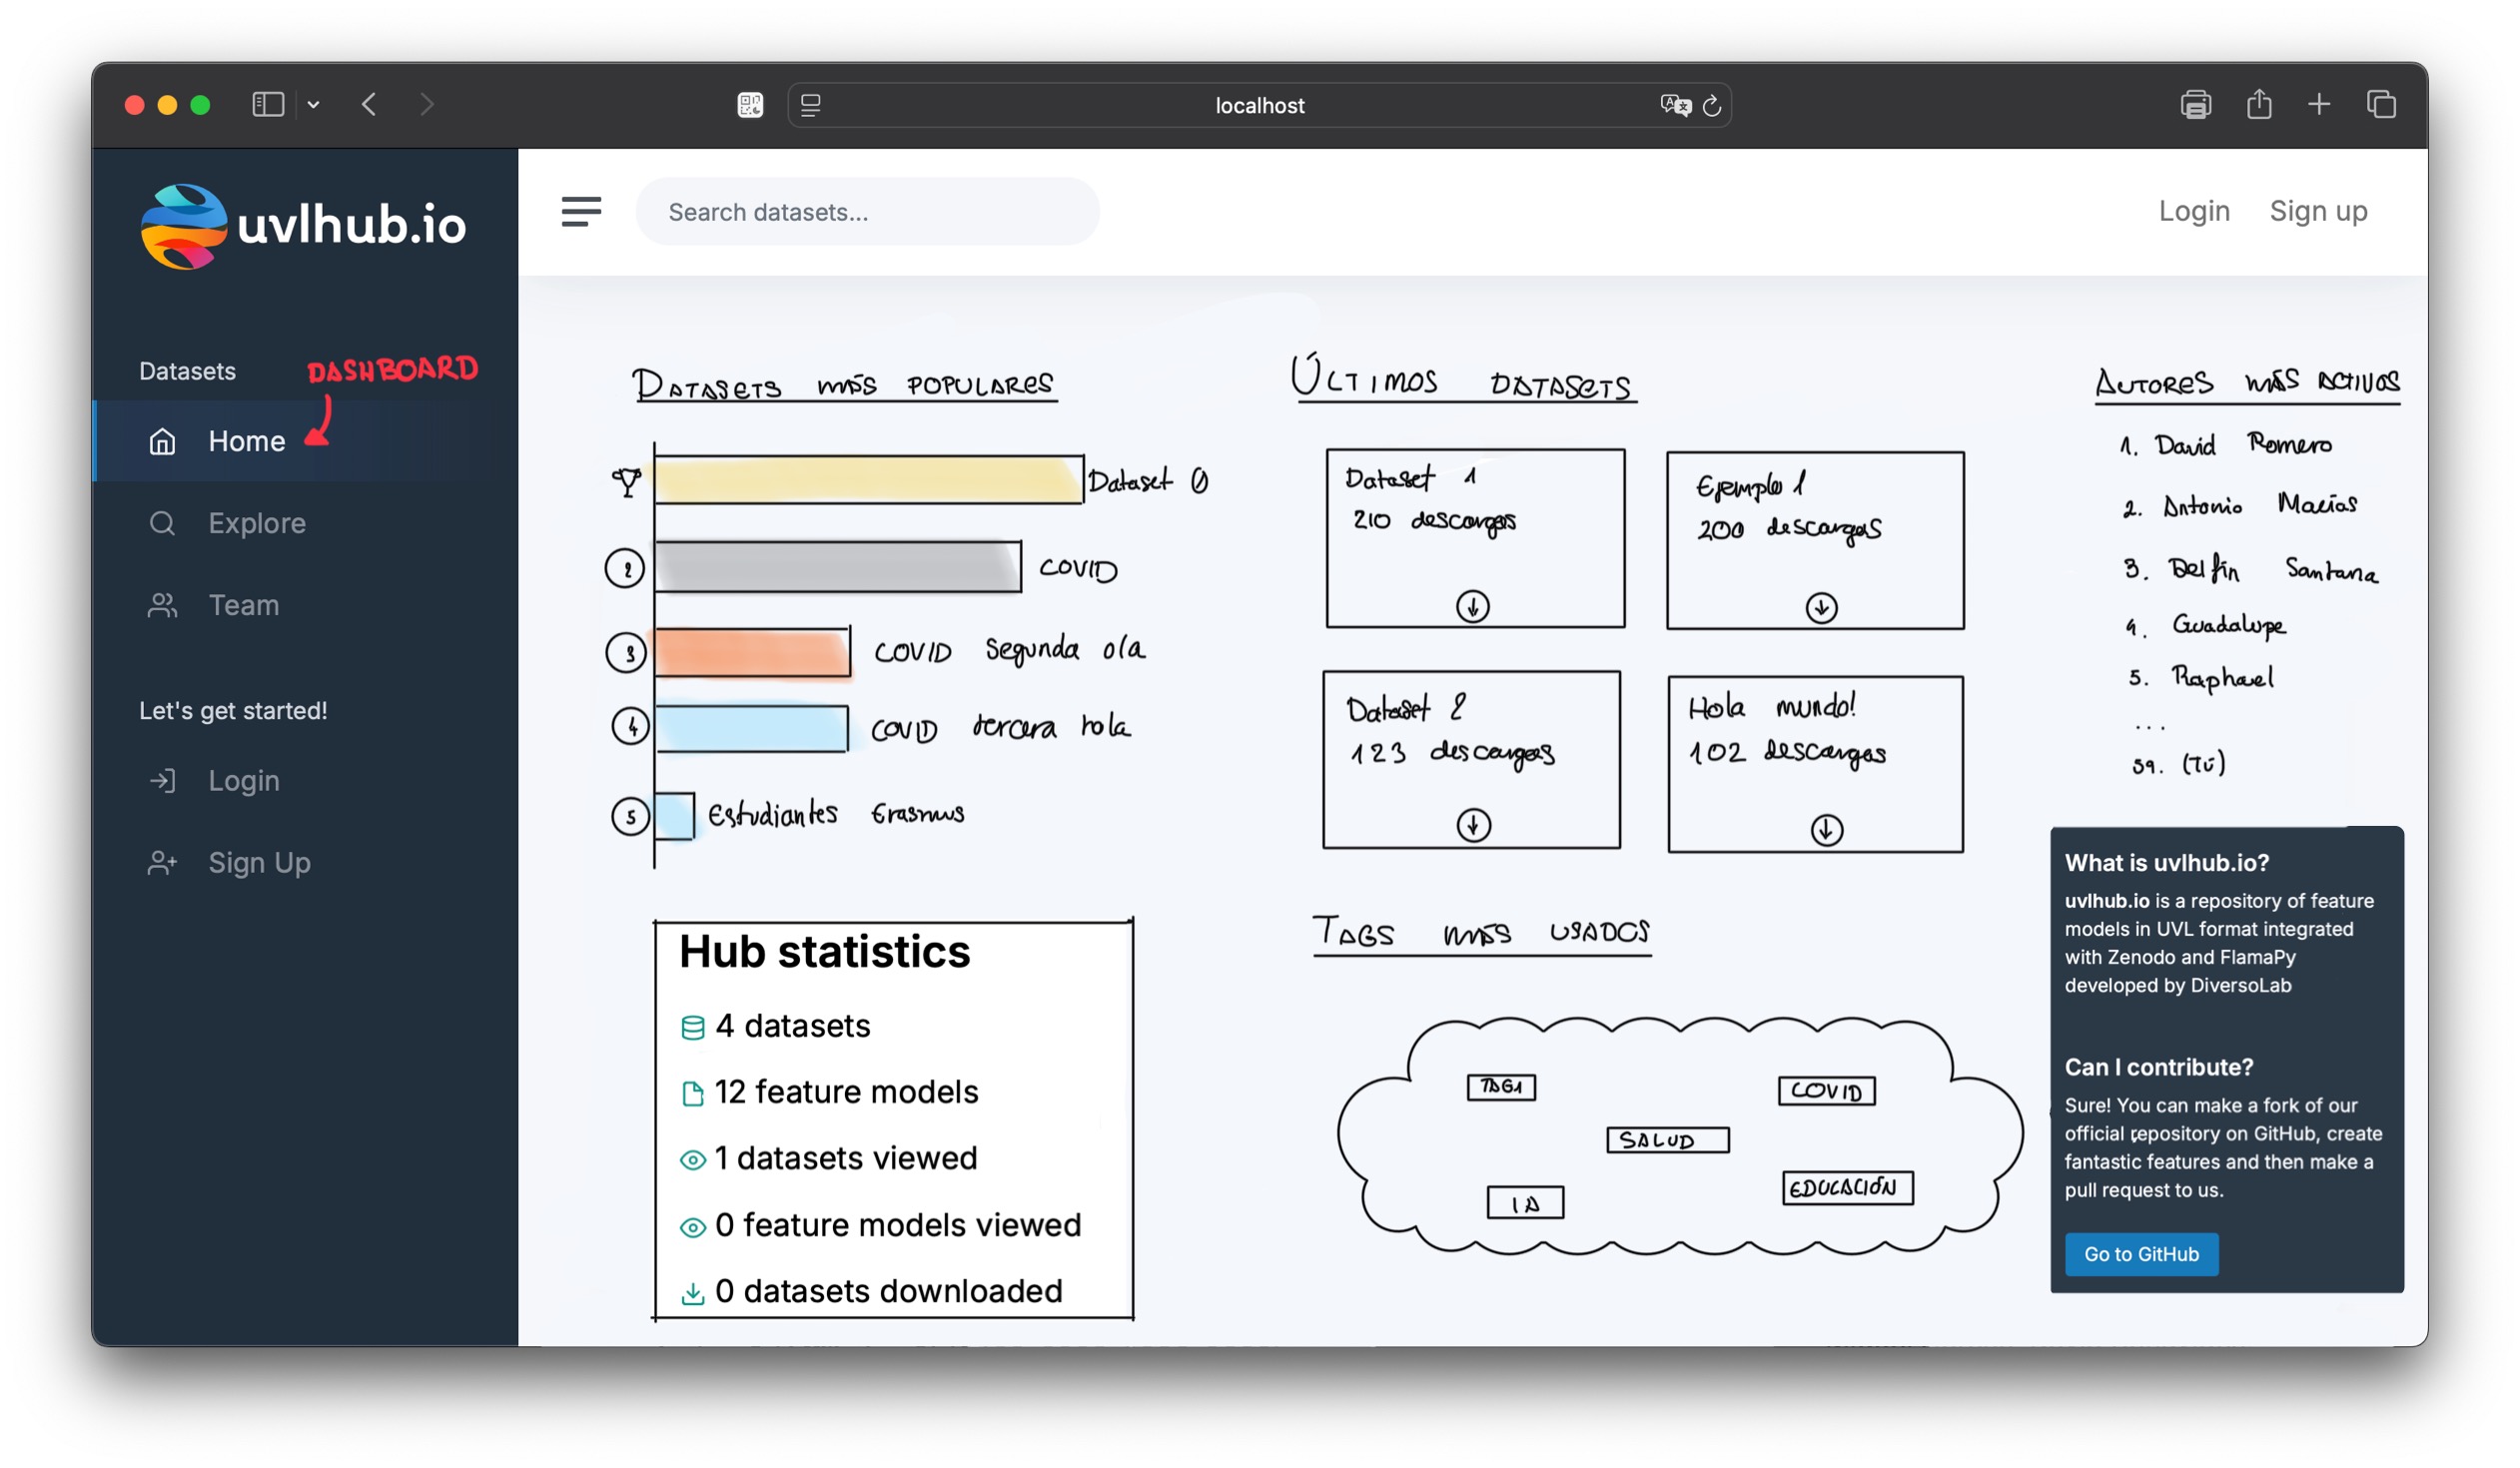 localhost
uvlhub.io
Search datasets...
Login
Sign up
Datasets
DASHBOARD
Home
Explore
Team
Let's get started!
Login
Sign Up
DATASETS MÁS POPULARES
Dataset 0
2
COVID
3
COVID Segunda ola
4
COVID tercera hola
5
Estudiantes Erasmus
Hub statistics
4 datasets
12 feature models
1 datasets viewed
0 feature models viewed
0 datasets downloaded
ÚLTIMOS DATASETS
Dataset 1
210 descargas
Ejemplo 1
200 descargas
Dataset 2
123 descargas
Hola mundo!
102 descargas
TAGS MÁS USADOS
TAG1
COVID
SALUD
IA
EDUCACIÓN
AUTORES MÁS ACTIVOS
1. David Romero
2. Antonio Macías
3. Delfín Santana
4. Guadalupe
5. Raphael
...
59. (Tú)
What is uvlhub.io?
uvlhub.io is a repository of feature
models in UVL format integrated
with Zenodo and FlamaPy
developed by DiversoLab
Can I contribute?
Sure! You can make a fork of our
official repository on GitHub, create
fantastic features and then make a
pull request to us.
Go to GitHub